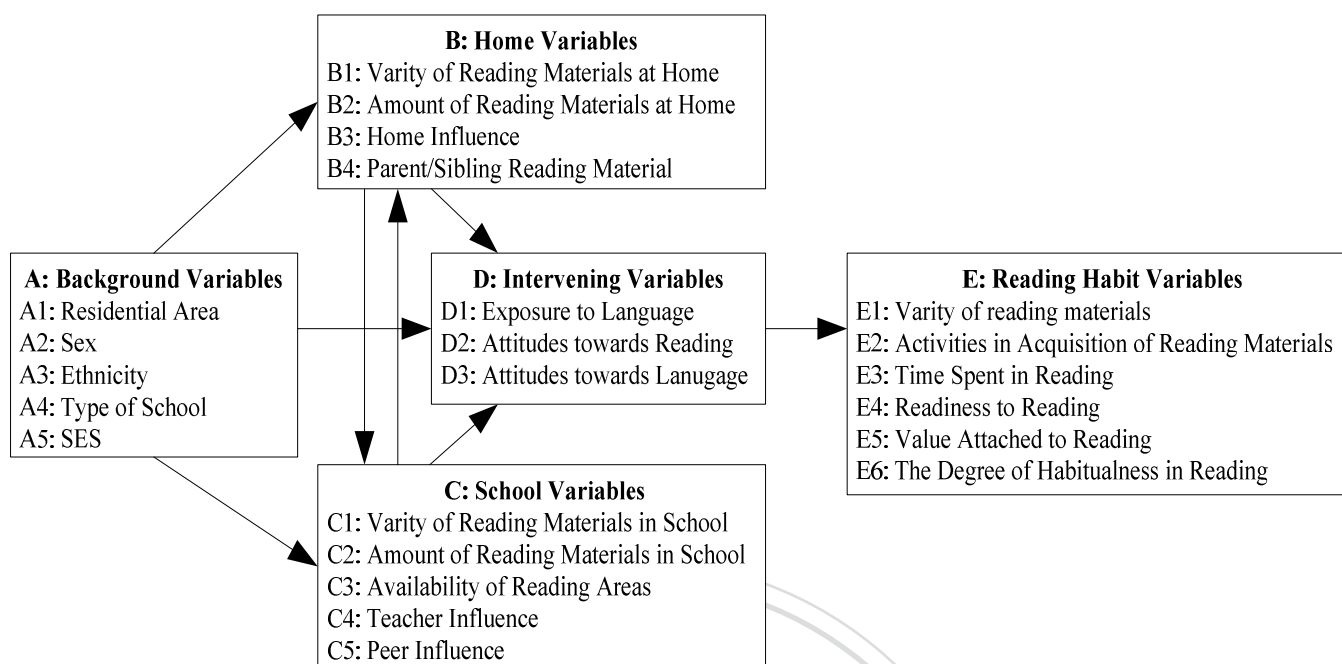 B: Home Variables
B1: Varity of Reading Materials at Home
B2: Amount of Reading Materials at Home
B3: Home Influence
B4: Parent/Sibling Reading Material
A: Background Variables
A1: Residential Area
A2: Sex
A3: Ethnicity
A4: Type of School
A5: SES
D: Intervening Variables
D1: Exposure to Language
D2: Attitudes towards Reading
D3: Attitudes towards Lanugage
E: Reading Habit Variables
E1: Varity of reading materials
E2: Activities in Acquisition of Reading Materials
E3: Time Spent in Reading
E4: Readiness to Reading
E5: Value Attached to Reading
E6: The Degree of Habitualness in Reading
C: School Variables
C1: Varity of Reading Materials in School
C2: Amount of Reading Materials in School
C3: Availability of Reading Areas
C4: Teacher Influence
C5: Peer Influence